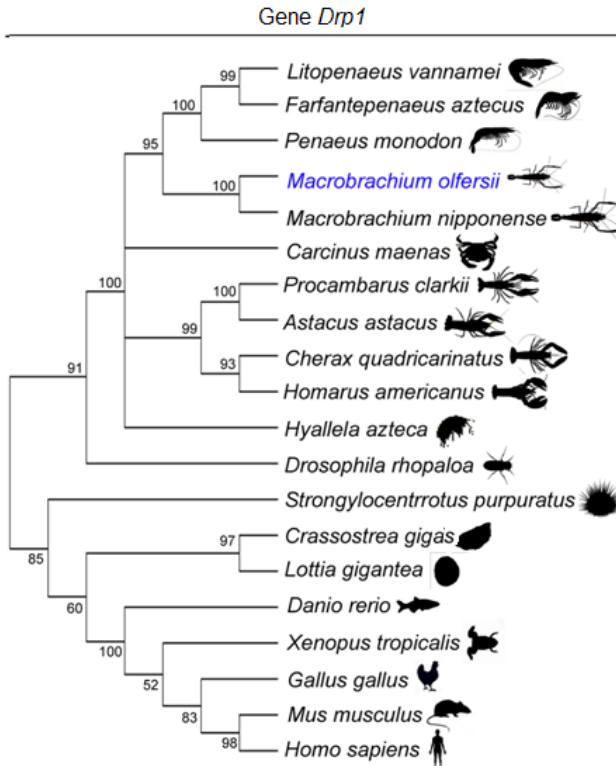 Gene Drp1
99
Litopenaeus vannamei
100
Farfantepenaeus aztecus
95
Penaeus monodon
100
Macrobrachium olfersii
Macrobrachium nipponense
Carcinus maenas
100
100
Procambarus clarkii
99
Astacus astacus
93
Cherax quadricarinatus
91
Homarus americanus
Hyallela azteca
Drosophila rhopaloa
Strongylocentrrotus purpuratus
85
97
Crassostrea gigas
60
Lottia gigantea
100
Danio rerio
52
Xenopus tropicalis
83
Gallus gallus
98
Mus musculus
Homo sapiens